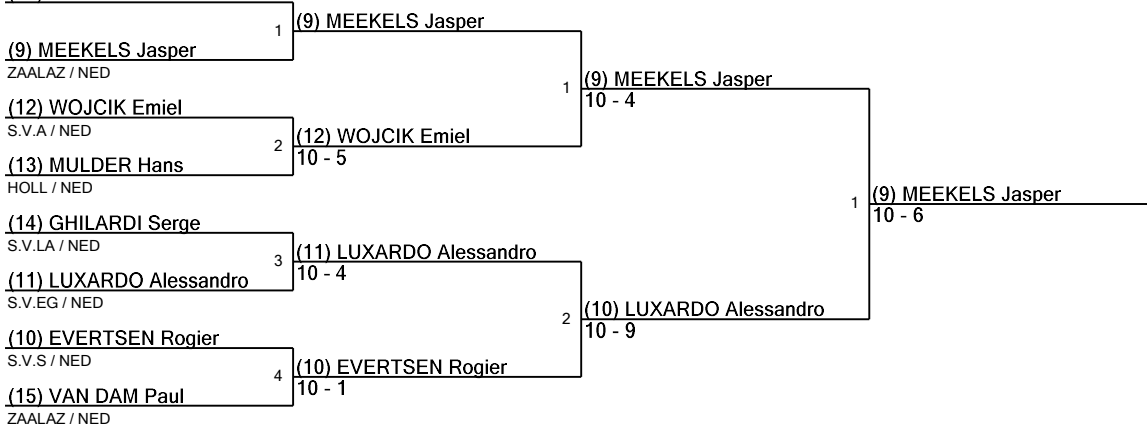 (9) MEEKELS Jasper
ZAALAZ / NED
(12) WOJCIK Emiel
S.V.A / NED
(13) MULDER Hans
HOLL / NED
(14) GHILARDI Serge
S.V.LA / NED
(11) LUXARDO Alessandro
S.V.EG / NED
(10) EVERTSEN Rogier
S.V.S / NED
(15) VAN DAM Paul
ZAALAZ / NED
1
(9) MEEKELS Jasper
2
(12) WOJCIK Emiel
10 - 5
3
(11) LUXARDO Alessandro
10 - 4
4
(10) EVERTSEN Rogier
10 - 1
1
(9) MEEKELS Jasper
10 - 4
2
(10) LUXARDO Alessandro
10 - 9
1
(9) MEEKELS Jasper
10 - 6